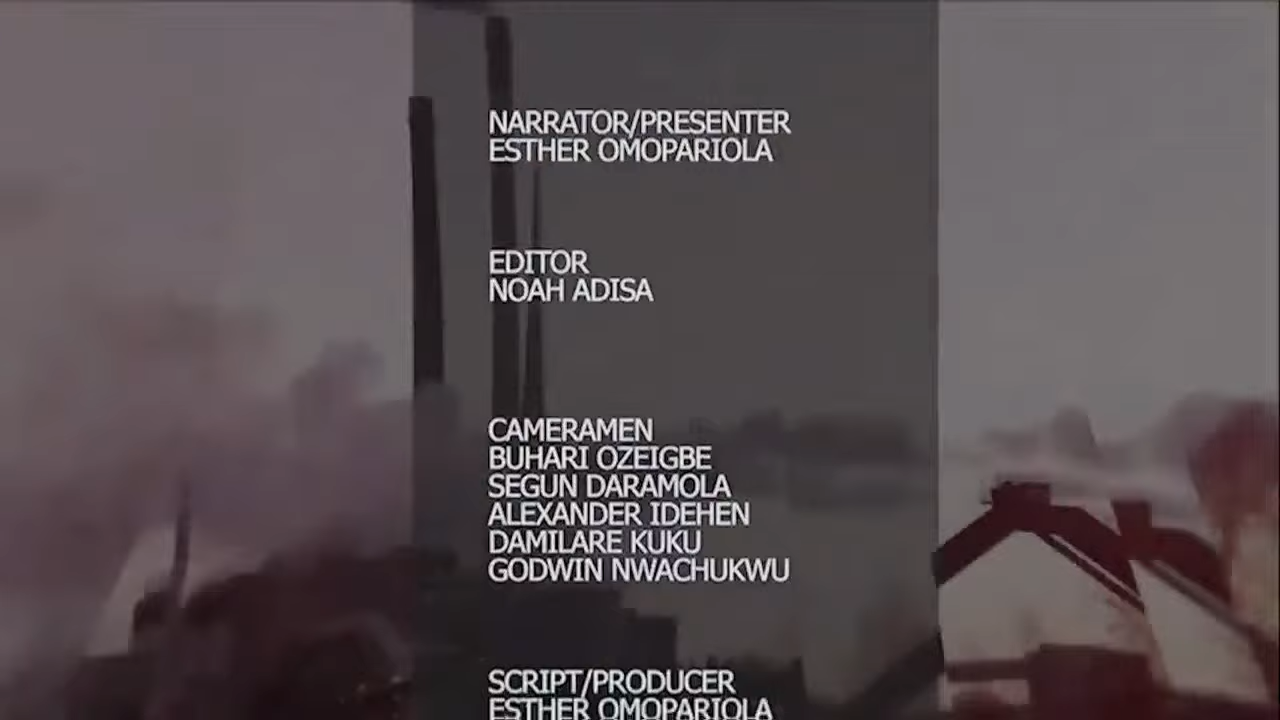 NARRATOR/PRESENTER
ESTHER OMOPARIOLA
EDITOR
NOAH ADISA
CAMERAMEN
BUHARI OZEIGBE
SEGUN DARAMOLA
ALEXANDER IDEHEN
DAMILARE KUKU
GODWIN NWACHUKWU
SCRIPT/PRODUCER
ESTHER OMOPARIOLA